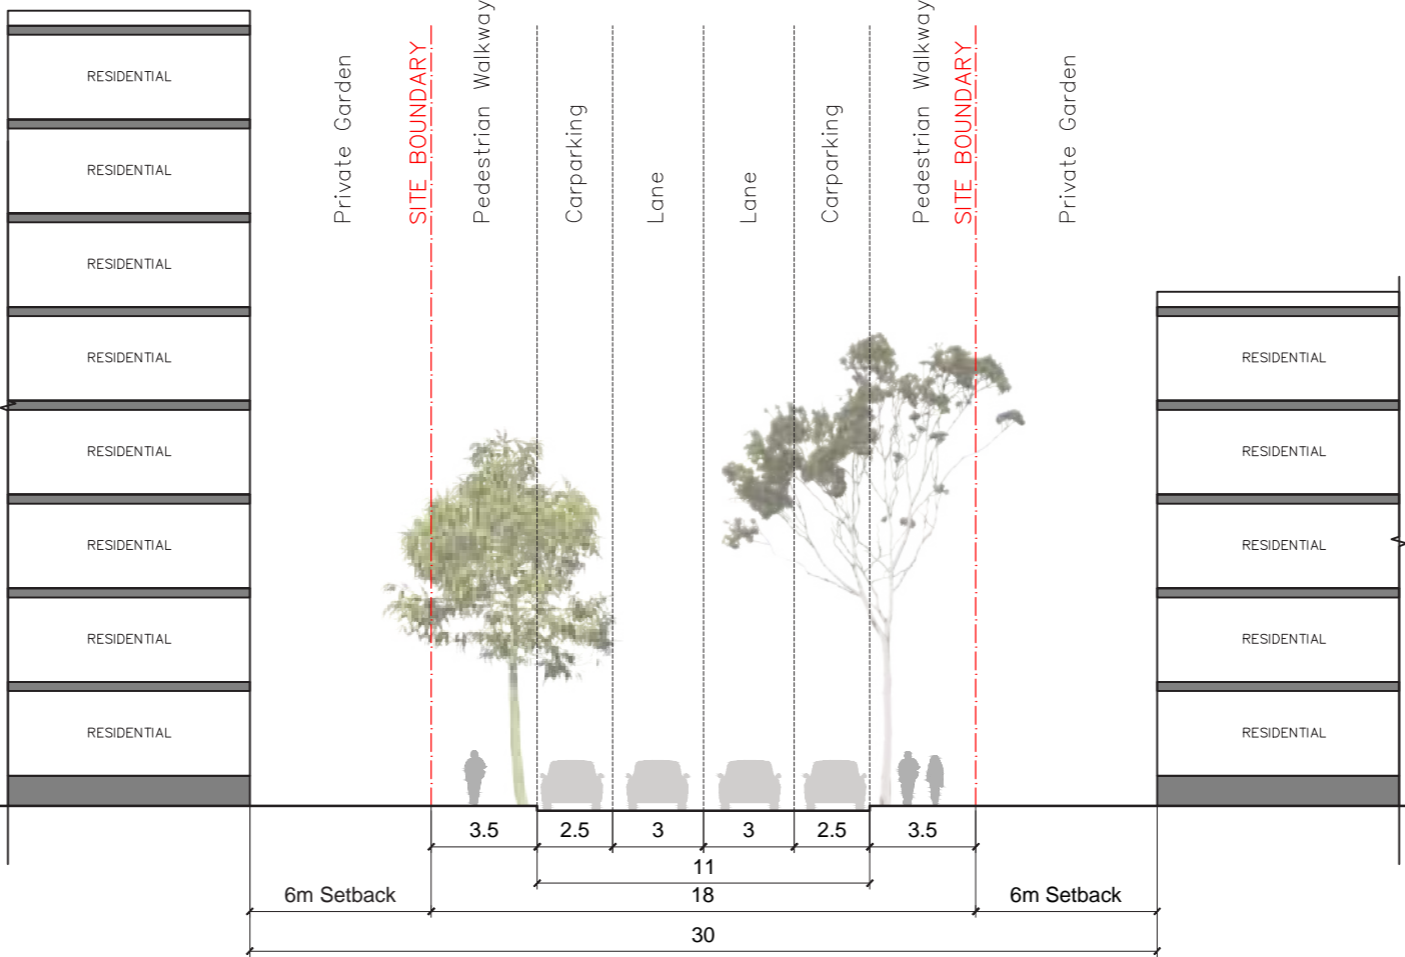 RESIDENTIAL
RESIDENTIAL
RESIDENTIAL
RESIDENTIAL
RESIDENTIAL
RESIDENTIAL
RESIDENTIAL
RESIDENTIAL
Private Garden
SITE BOUNDARY
Pedestrian Walkway
Carparking
Lane
Lane
Carparking
Pedestrian Walkway
SITE BOUNDARY
Private Garden
RESIDENTIAL
RESIDENTIAL
RESIDENTIAL
RESIDENTIAL
RESIDENTIAL
3.5 2.5 3 3 2.5 3.5
11
6m Setback 18 6m Setback
30